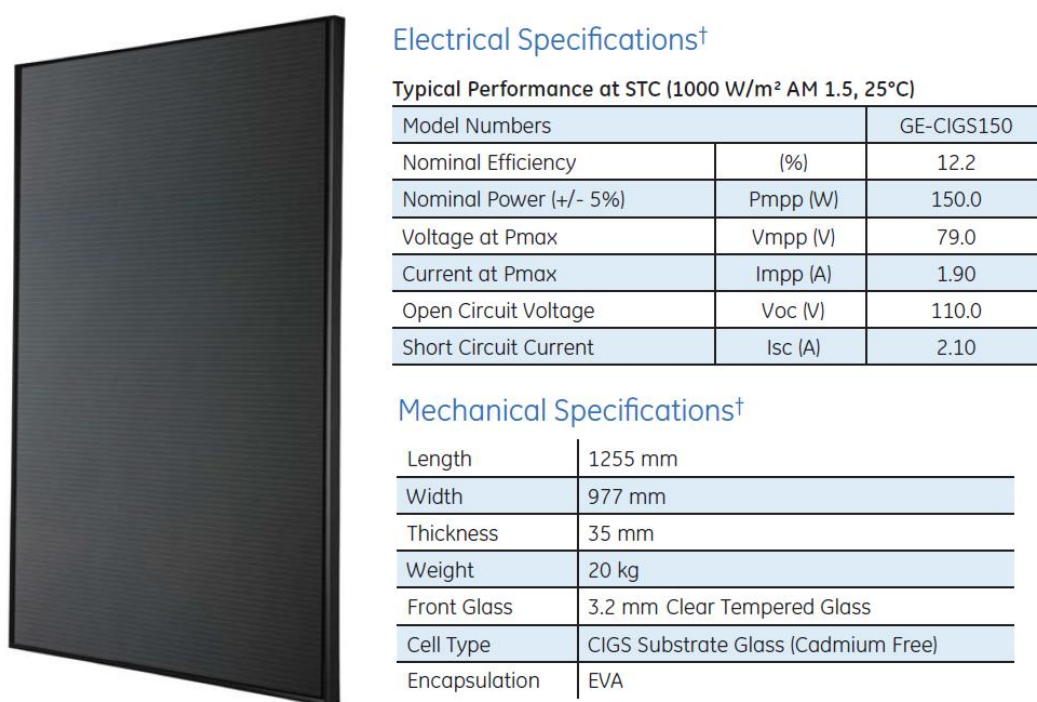 Electrical Specifications†
Typical Performance at STC (1000 W/m² AM 1.5, 25°C)
Model Numbers GE-CIGS150
Nominal Efficiency (%) 12.2
Nominal Power (+/- 5%) Pmpp (W) 150.0
Voltage at Pmax Vmpp (V) 79.0
Current at Pmax Impp (A) 1.90
Open Circuit Voltage Voc (V) 110.0
Short Circuit Current Isc (A) 2.10
Mechanical Specifications†
Length 1255 mm
Width 977 mm
Thickness 35 mm
Weight 20 kg
Front Glass 3.2 mm Clear Tempered Glass
Cell Type CIGS Substrate Glass (Cadmium Free)
Encapsulation EVA